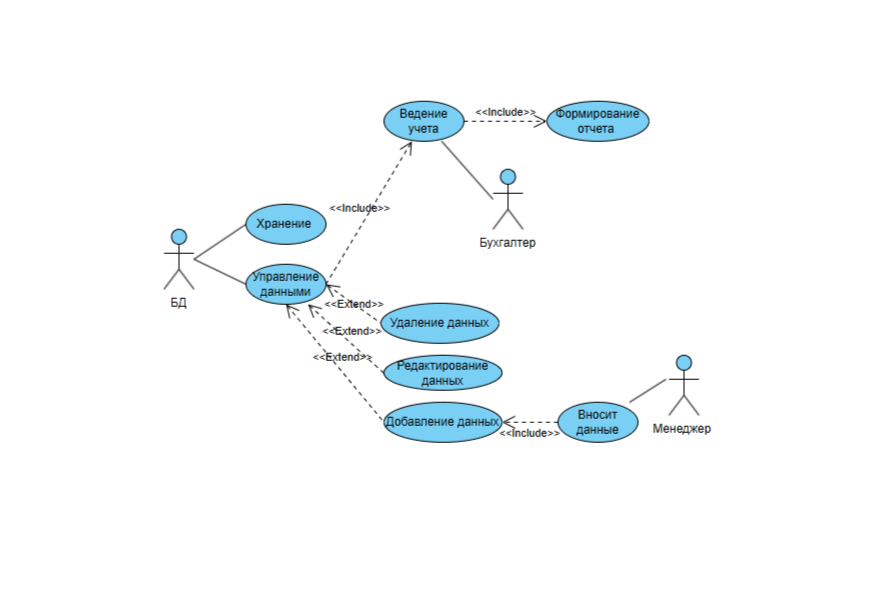 Ведение
учета
<<Include>>
Формирование
отчета
<<Include>>
Бухгалтер
Хранение
БД
Управление
данными
<<Extend>>
Удаление данных
<<Extend>>
<<Extend>>
Редактирование
данных
Добавление данных
<<Include>>
Вносит
данные
Менеджер